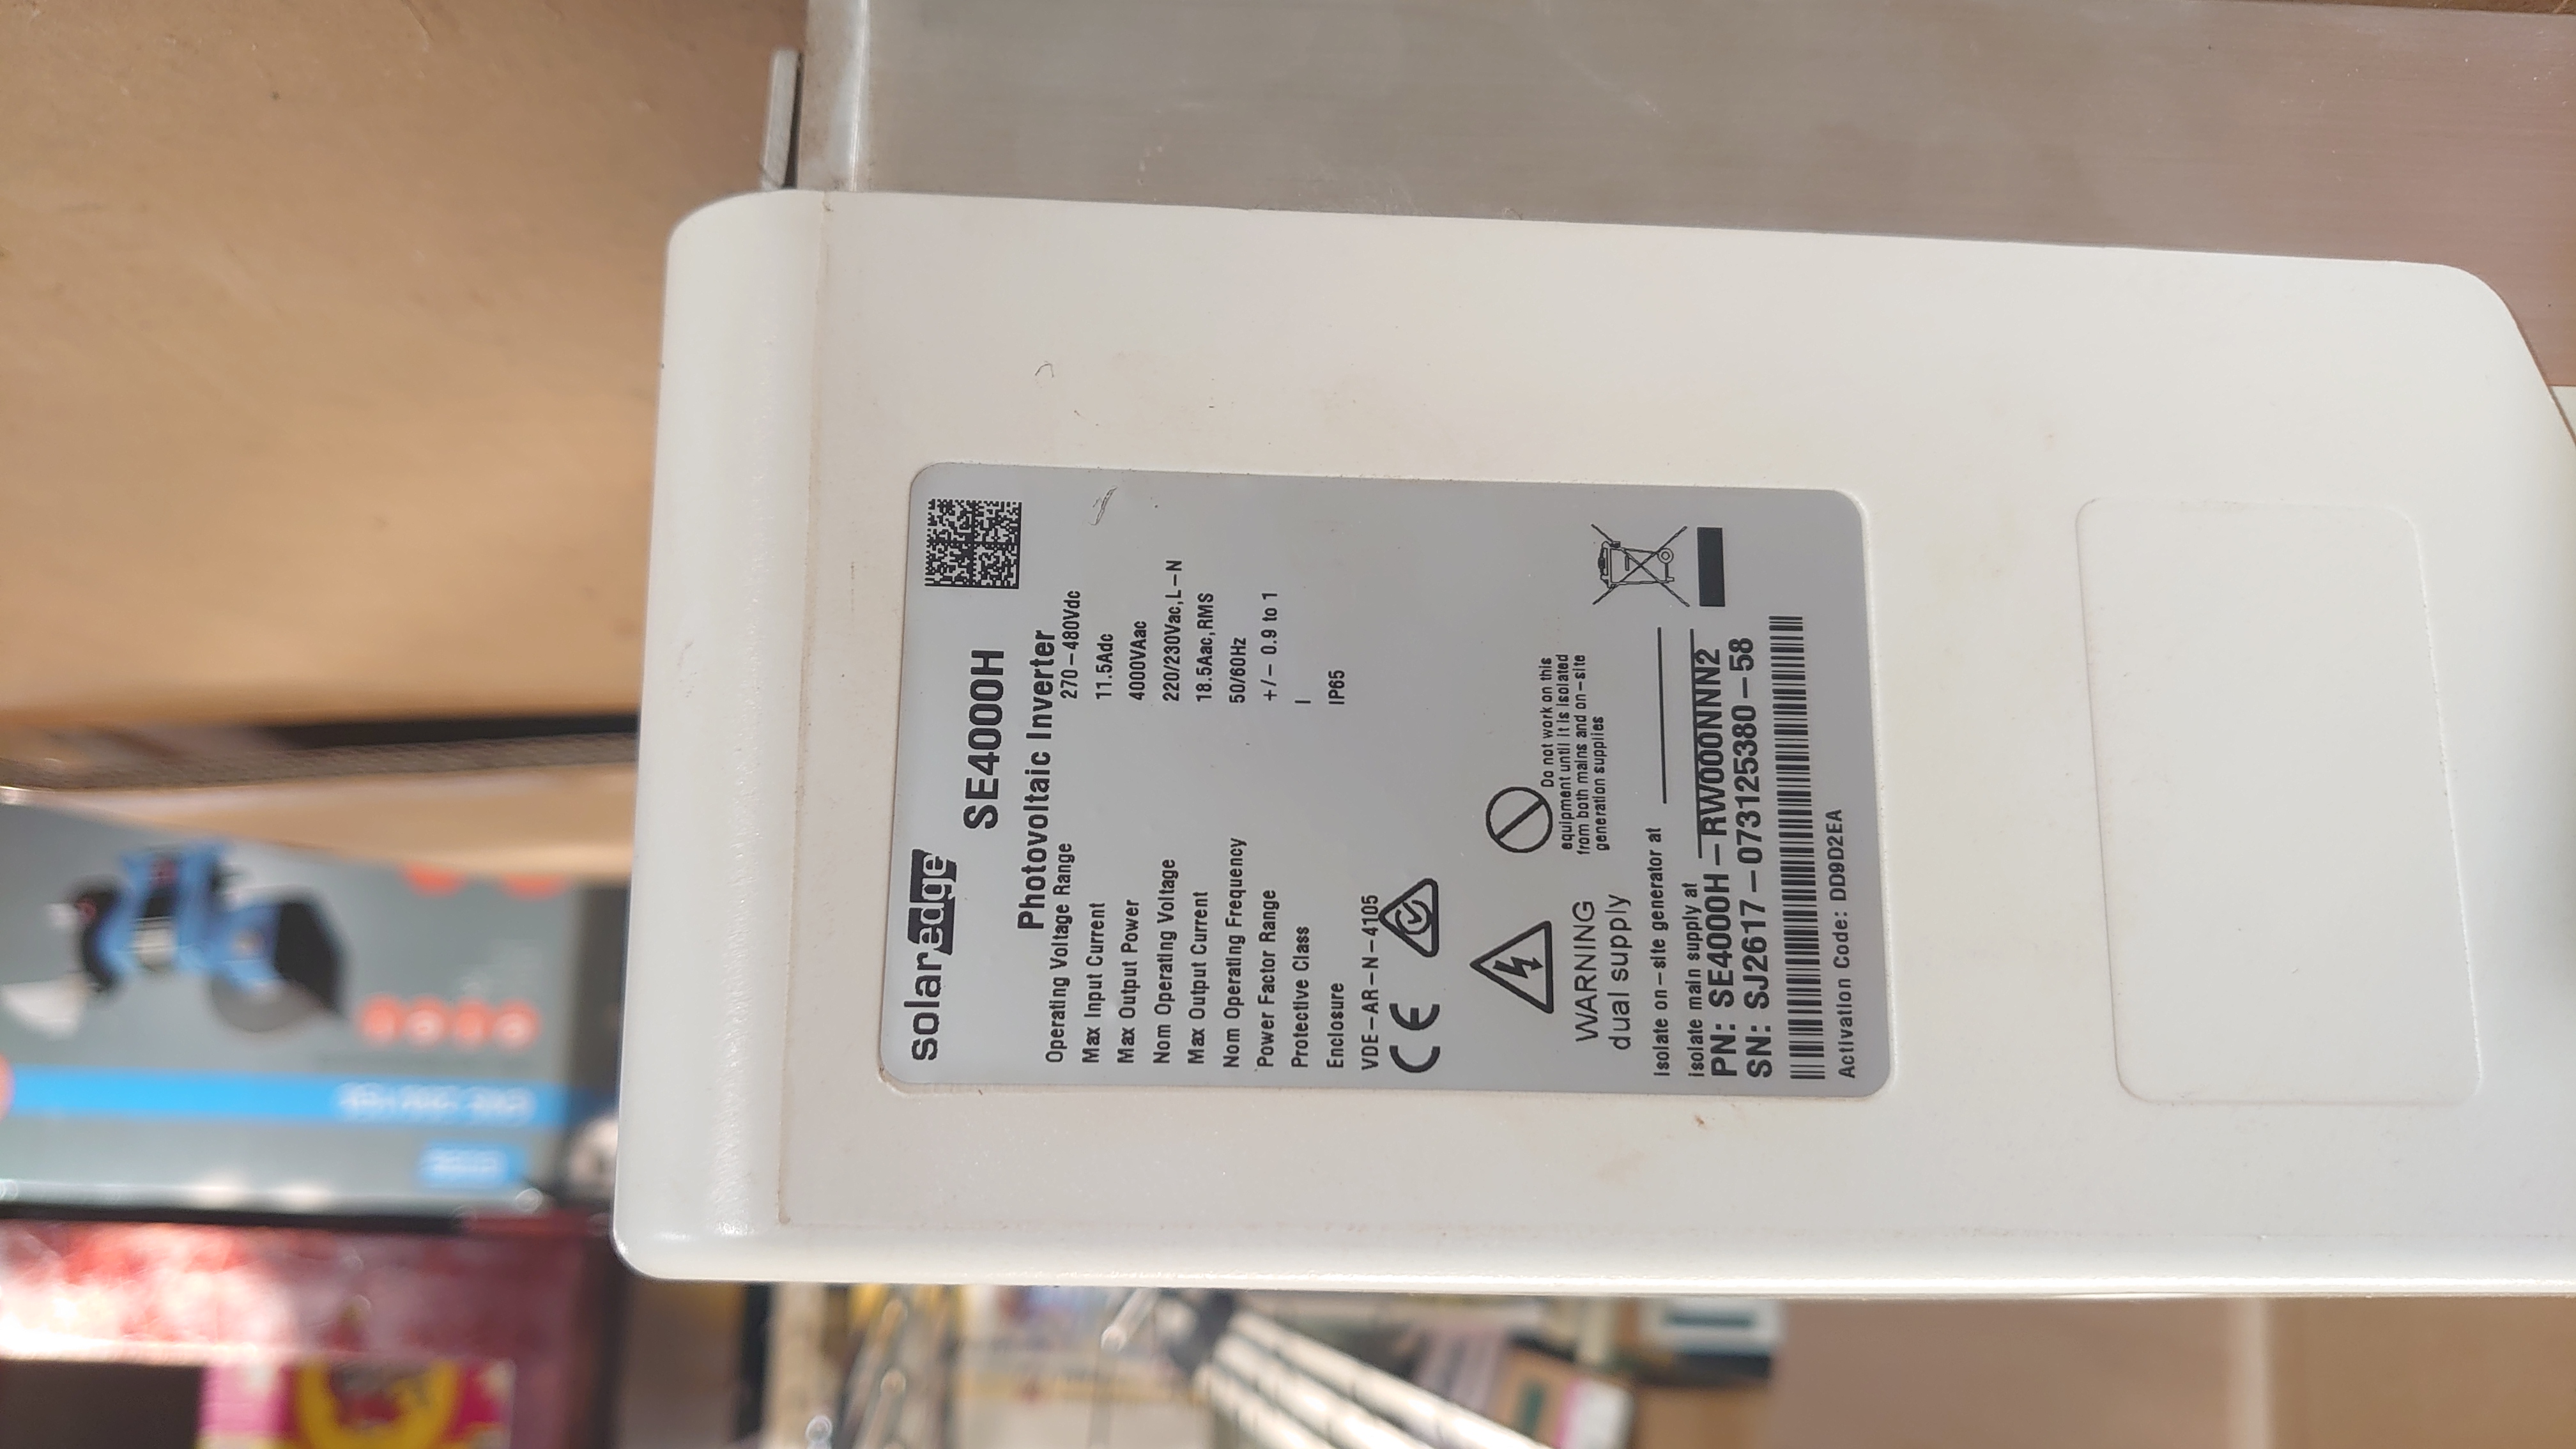 solaredge
SE4000H
Photovoltaic Inverter
Operating Voltage Range 270-480Vdc
Max Input Current 11.5Adc
Max Output Power 4000VAac
Nom Operating Voltage 220/230Vac,L-N
Max Output Current 18.5Aac,RMS
Nom Operating Frequency 50/60Hz
Power Factor Range +/- 0.9 to 1
Protective Class I
Enclosure IP65
VDE-AR-N-4105
CE
WARNING
dual supply
Do not work on this
equipment until it is isolated
from both mains and on-site
generation supplies
Isolate on-site generator at
Isolate main supply at
PN: SE4000H-RW000NNN2
SN: SJ2617-073125380-58
Activation Code: DD9D2EA